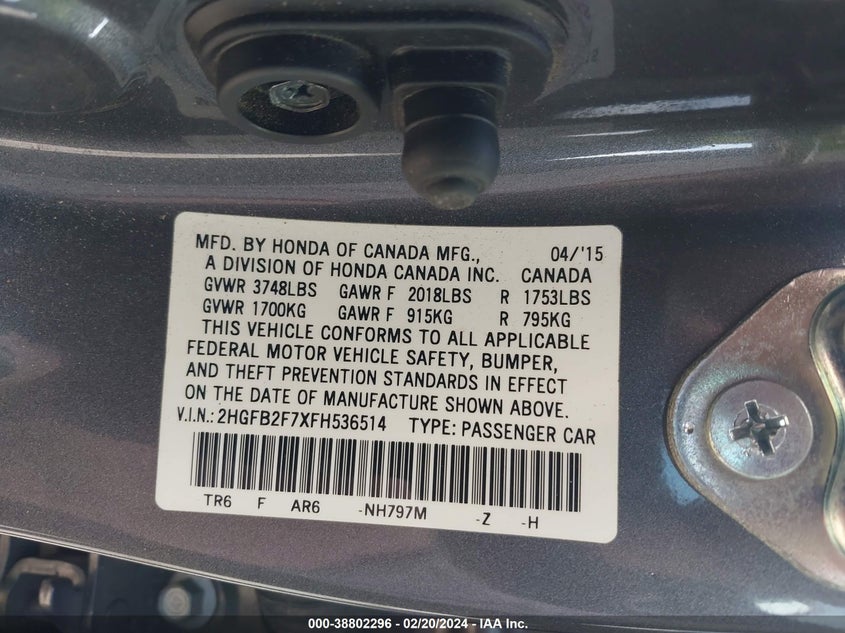 MFD. BY HONDA OF CANADA MFG., 04/'15
A DIVISION OF HONDA CANADA INC. CANADA
GVWR 3748LBS GAWR F 2018LBS R 1753LBS
GVWR 1700KG GAWR F 915KG R 795KG
THIS VEHICLE CONFORMS TO ALL APPLICABLE
FEDERAL MOTOR VEHICLE SAFETY, BUMPER,
AND THEFT PREVENTION STANDARDS IN EFFECT
ON THE DATE OF MANUFACTURE SHOWN ABOVE.
V.I.N.: 2HGFB2F7XFH536514 TYPE: PASSENGER CAR
TR6 F AR6 -NH797M -Z -H
000-38802296 - 02/20/2024 - IAA Inc.